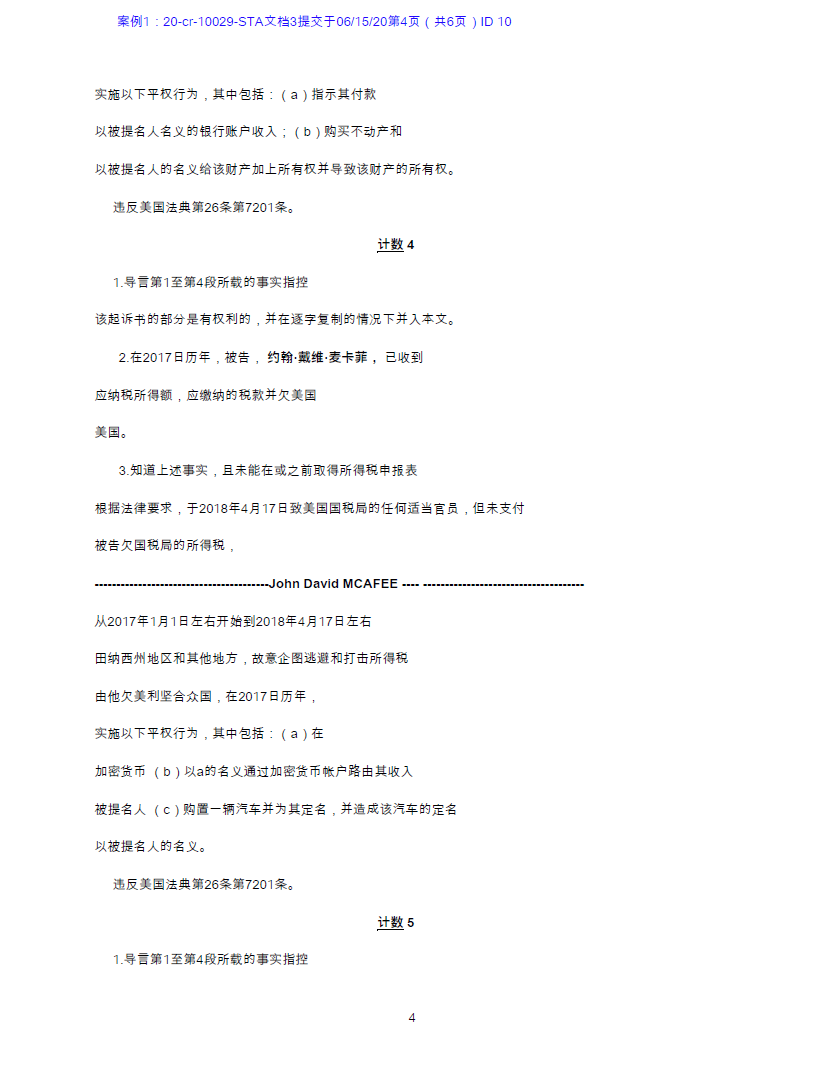 案例1：20-cr-10029-STA文档3提交于06/15/20第4页（共6页）ID 10
实施以下平权行为，其中包括：（a）指示其付款
以被提名人名义的银行账户收入；（b）购买不动产和
以被提名人的名义给该财产加上所有权并导致该财产的所有权。
违反美国法典第26条第7201条。
计数 4
1.导言第1至第4段所载的事实指控
该起诉书的部分是有权利的，并在逐字复制的情况下并入本文。
2.在2017日历年，被告， 约翰·戴维·麦卡菲， 已收到
应纳税所得额，应缴纳的税款并欠美国
美国。
3.知道上述事实，且未能在或之前取得所得税申报表
根据法律要求，于2018年4月17日致美国国税局的任何适当官员，但未支付
被告欠国税局的所得税，
----------------------------------------John David MCAFEE ---- -------------------------------------
从2017年1月1日左右开始到2018年4月17日左右
田纳西州地区和其他地方，故意企图逃避和打击所得税
由他欠美利坚合众国，在2017日历年，
实施以下平权行为，其中包括：（a）在
加密货币 （b）以a的名义通过加密货币帐户路由其收入
被提名人 （c）购置一辆汽车并为其定名，并造成该汽车的定名
以被提名人的名义。
违反美国法典第26条第7201条。
计数 5
1.导言第1至第4段所载的事实指控
4